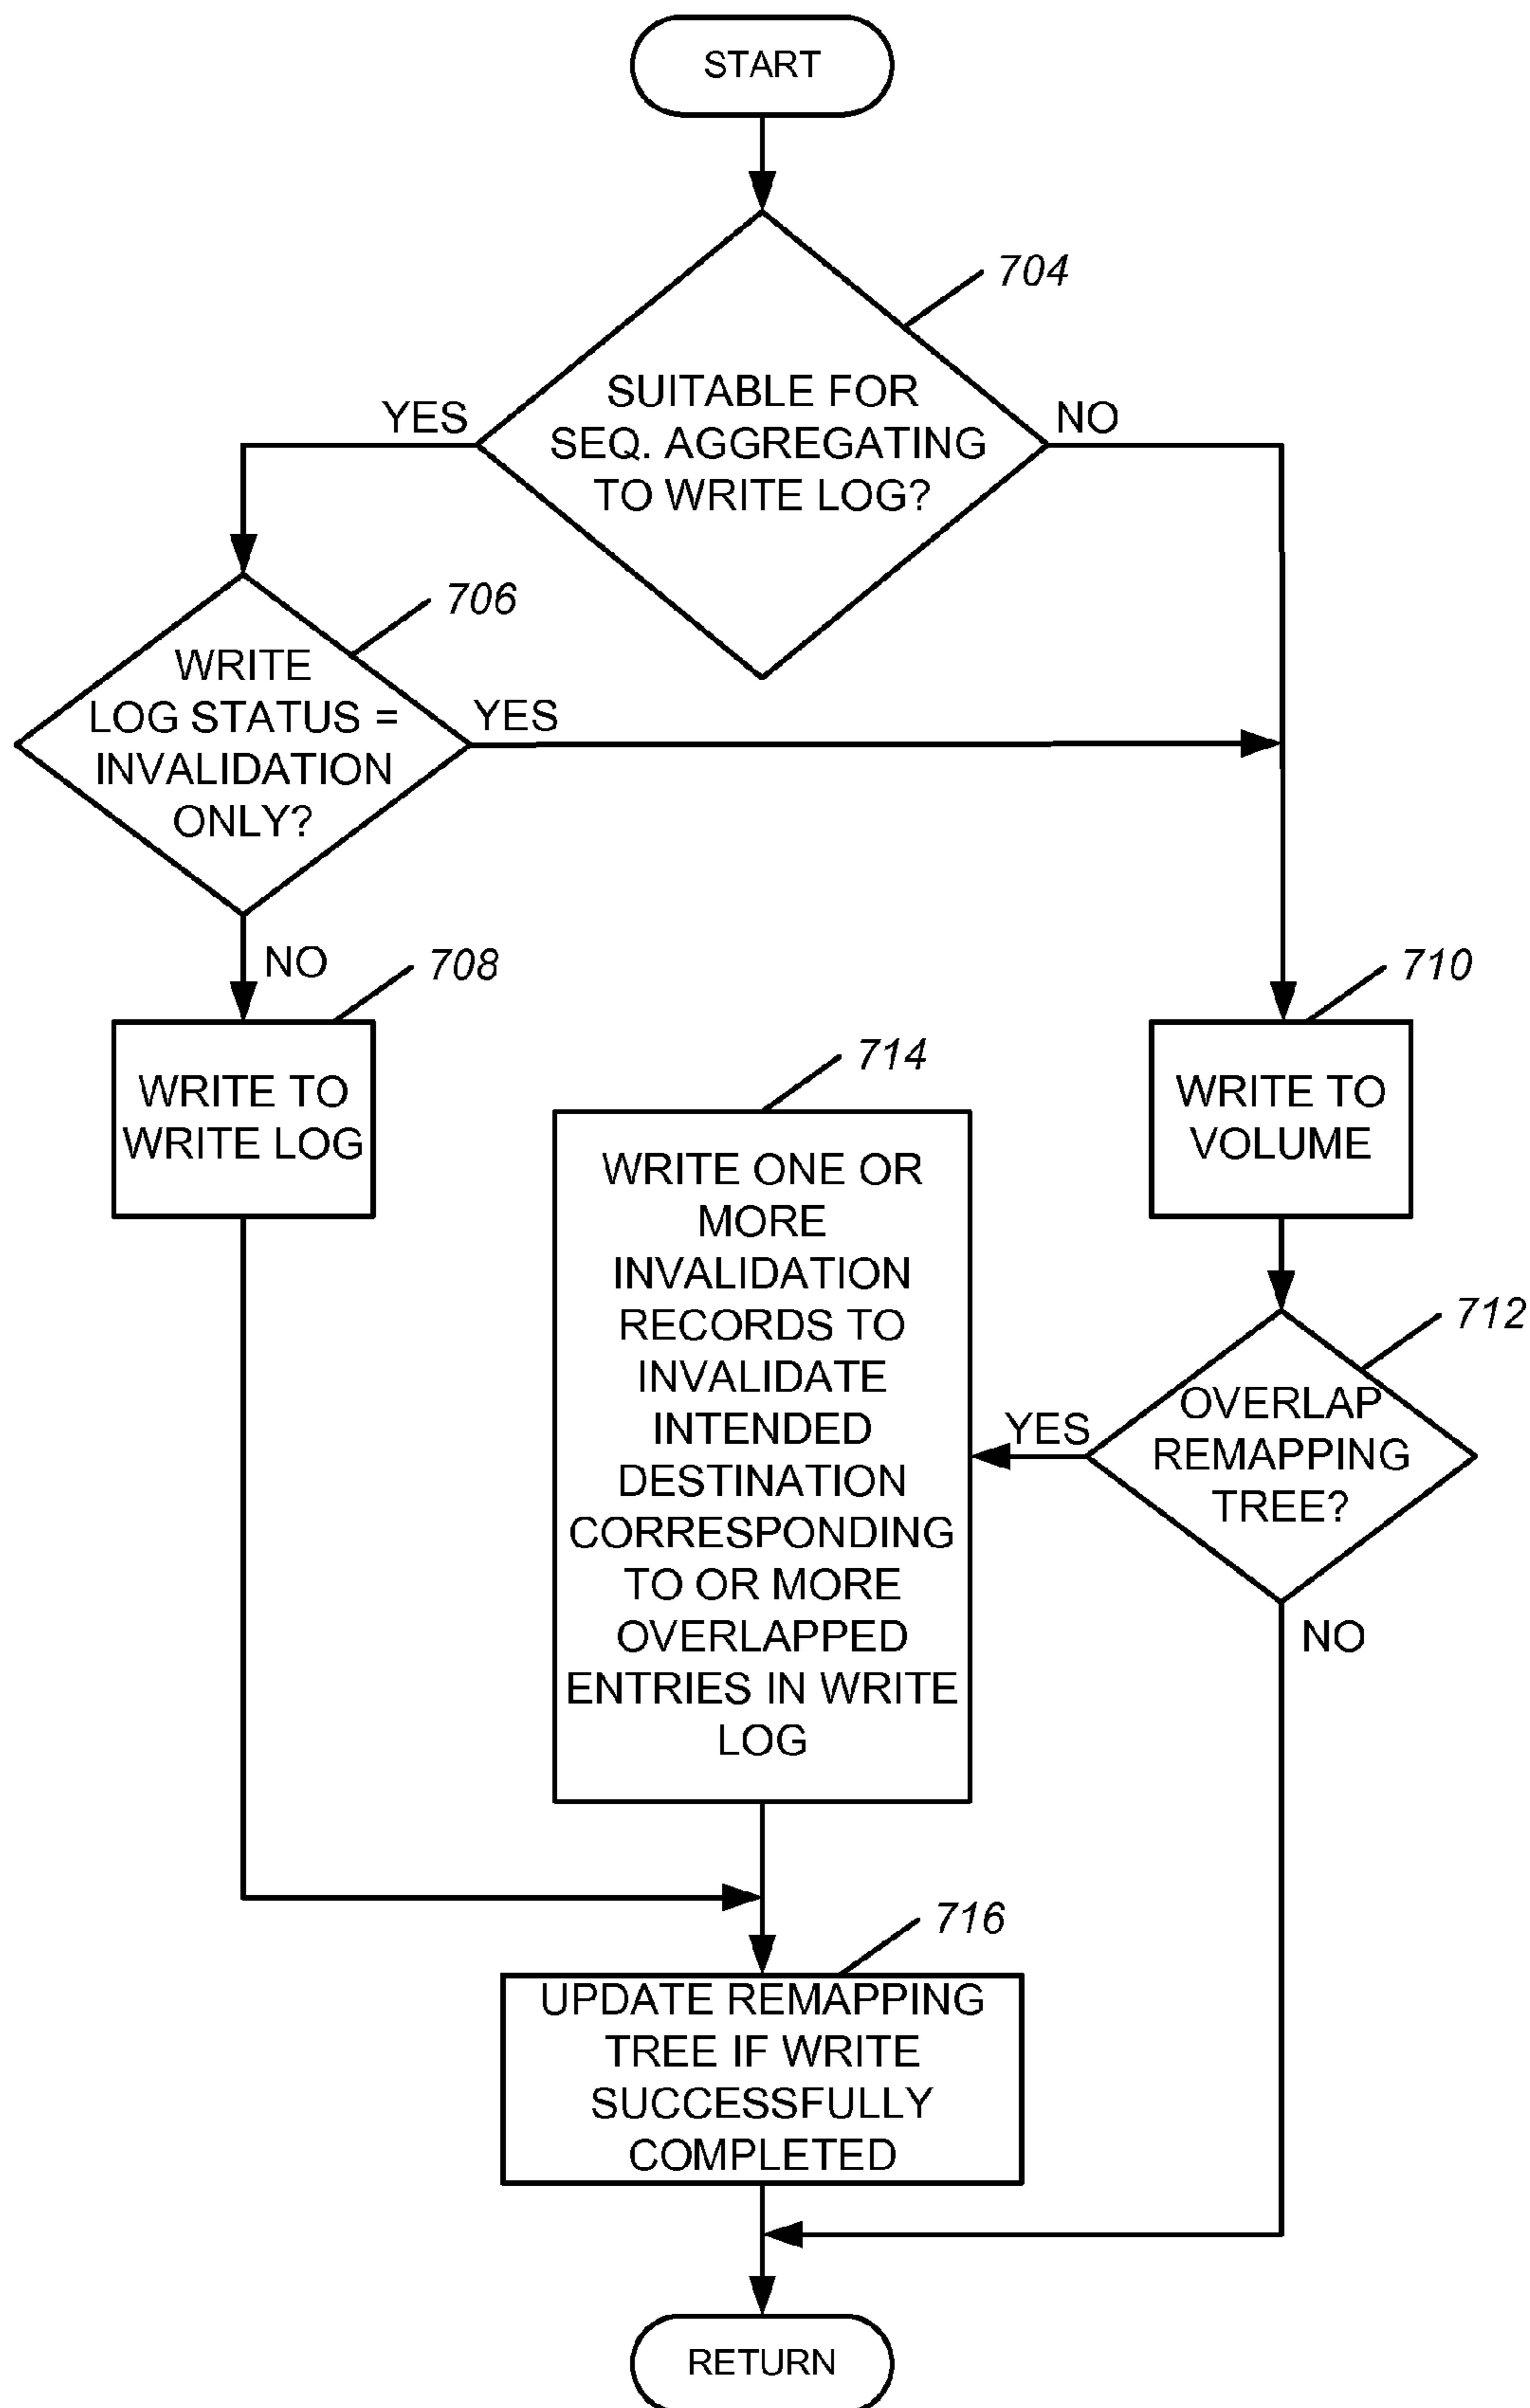 START
704
SUITABLE FOR
SEQ. AGGREGATING
TO WRITE LOG?
YES
NO
706
WRITE
LOG STATUS =
INVALIDATION
ONLY?
YES
NO
708
WRITE TO
WRITE LOG
710
WRITE TO
VOLUME
714
WRITE ONE OR
MORE
INVALIDATION
RECORDS TO
INVALIDATE
INTENDED
DESTINATION
CORRESPONDING
TO OR MORE
OVERLAPPED
ENTRIES IN WRITE
LOG
712
OVERLAP
REMAPPING
TREE?
YES
NO
716
UPDATE REMAPPING
TREE IF WRITE
SUCCESSFULLY
COMPLETED
RETURN